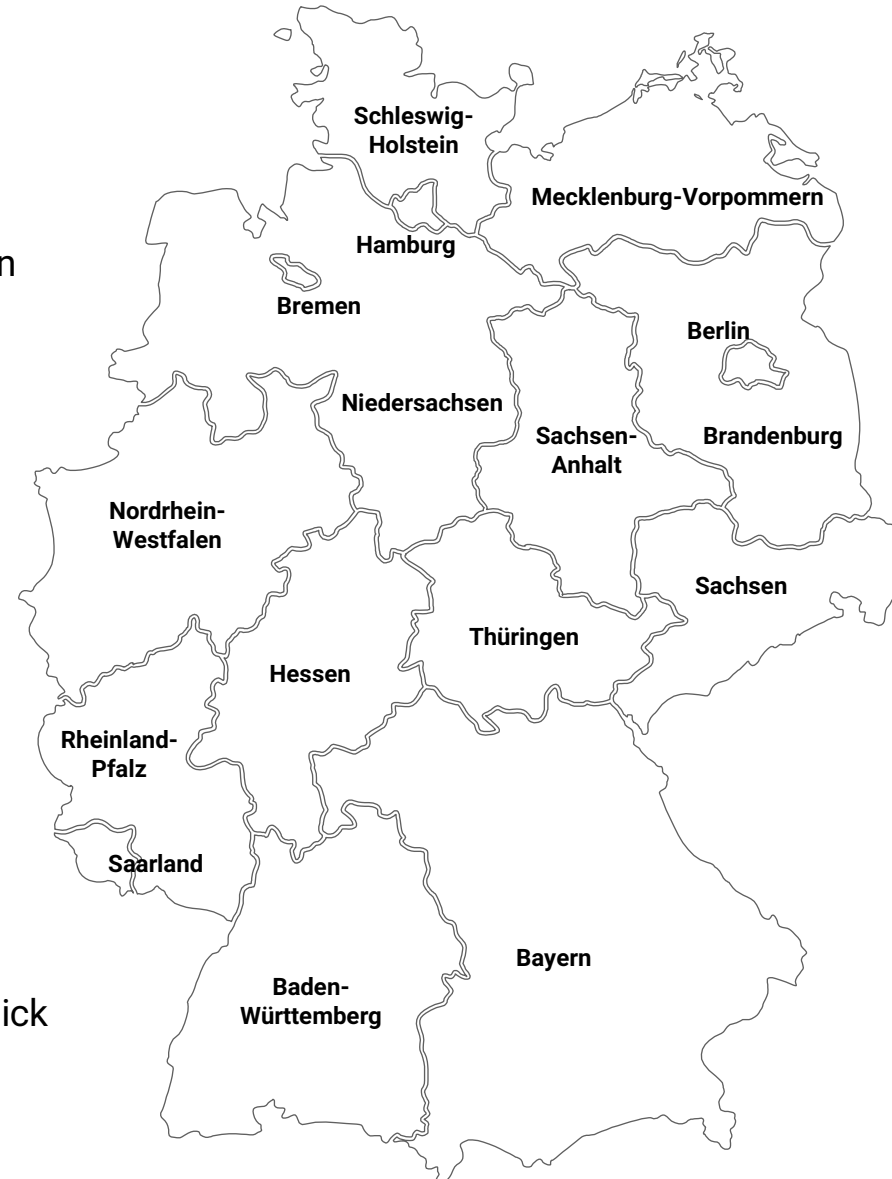 Schleswig-
Holstein
Mecklenburg-Vorpommern
Hamburg
n
Bremen
Berlin
Niedersachsen
Sachsen-
Anhalt
Brandenburg
Nordrhein-
Westfalen
Sachsen
Thüringen
Hessen
Rheinland-
Pfalz
Saarland
Bayern
Baden-
Württemberg
ick